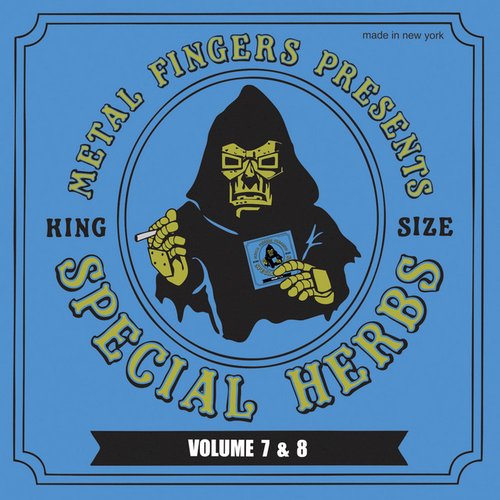 made in new york
METAL FINGERS PRESENTS
KING
SIZE
SPECIAL HERBS
VOLUME 7 & 8